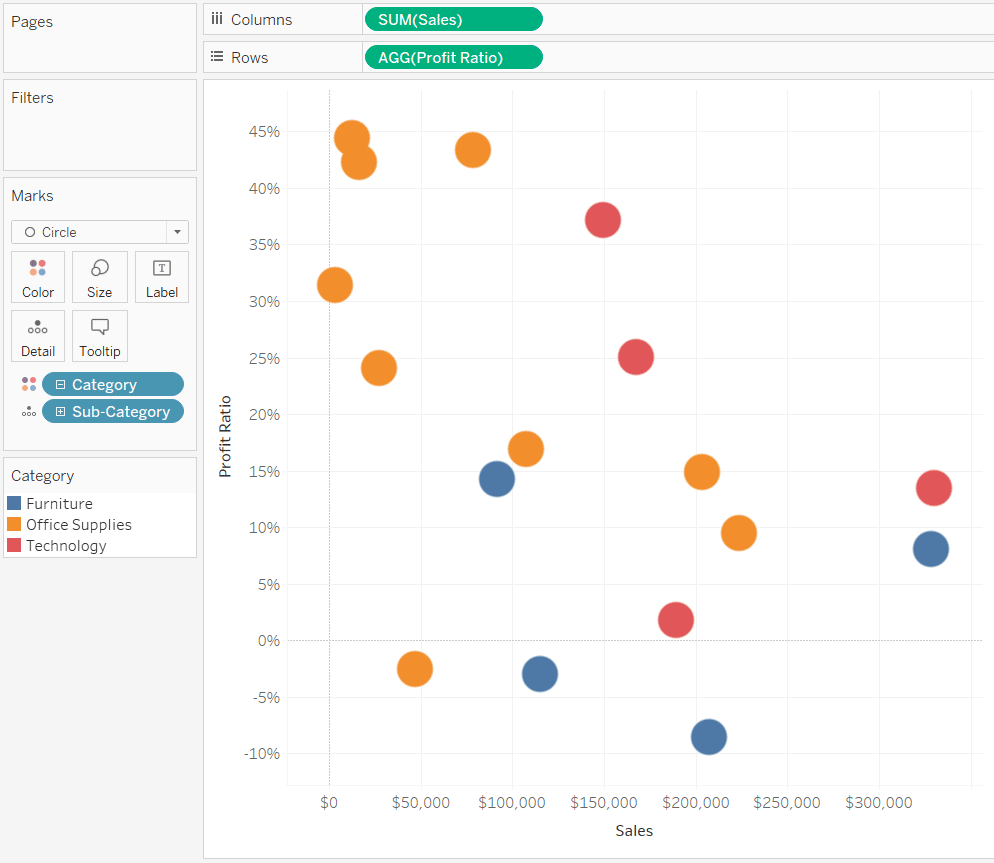 Pages
Columns
SUM(Sales)
Rows
AGG(Profit Ratio)
Filters
Marks
Circle
Color
Size
Label
Detail
Tooltip
Category
Sub-Category
Category
Furniture
Office Supplies
Technology
Profit Ratio
45%
40%
35%
30%
25%
20%
15%
10%
5%
0%
-5%
-10%
$0
$50,000
$100,000
$150,000
$200,000
$250,000
$300,000
Sales